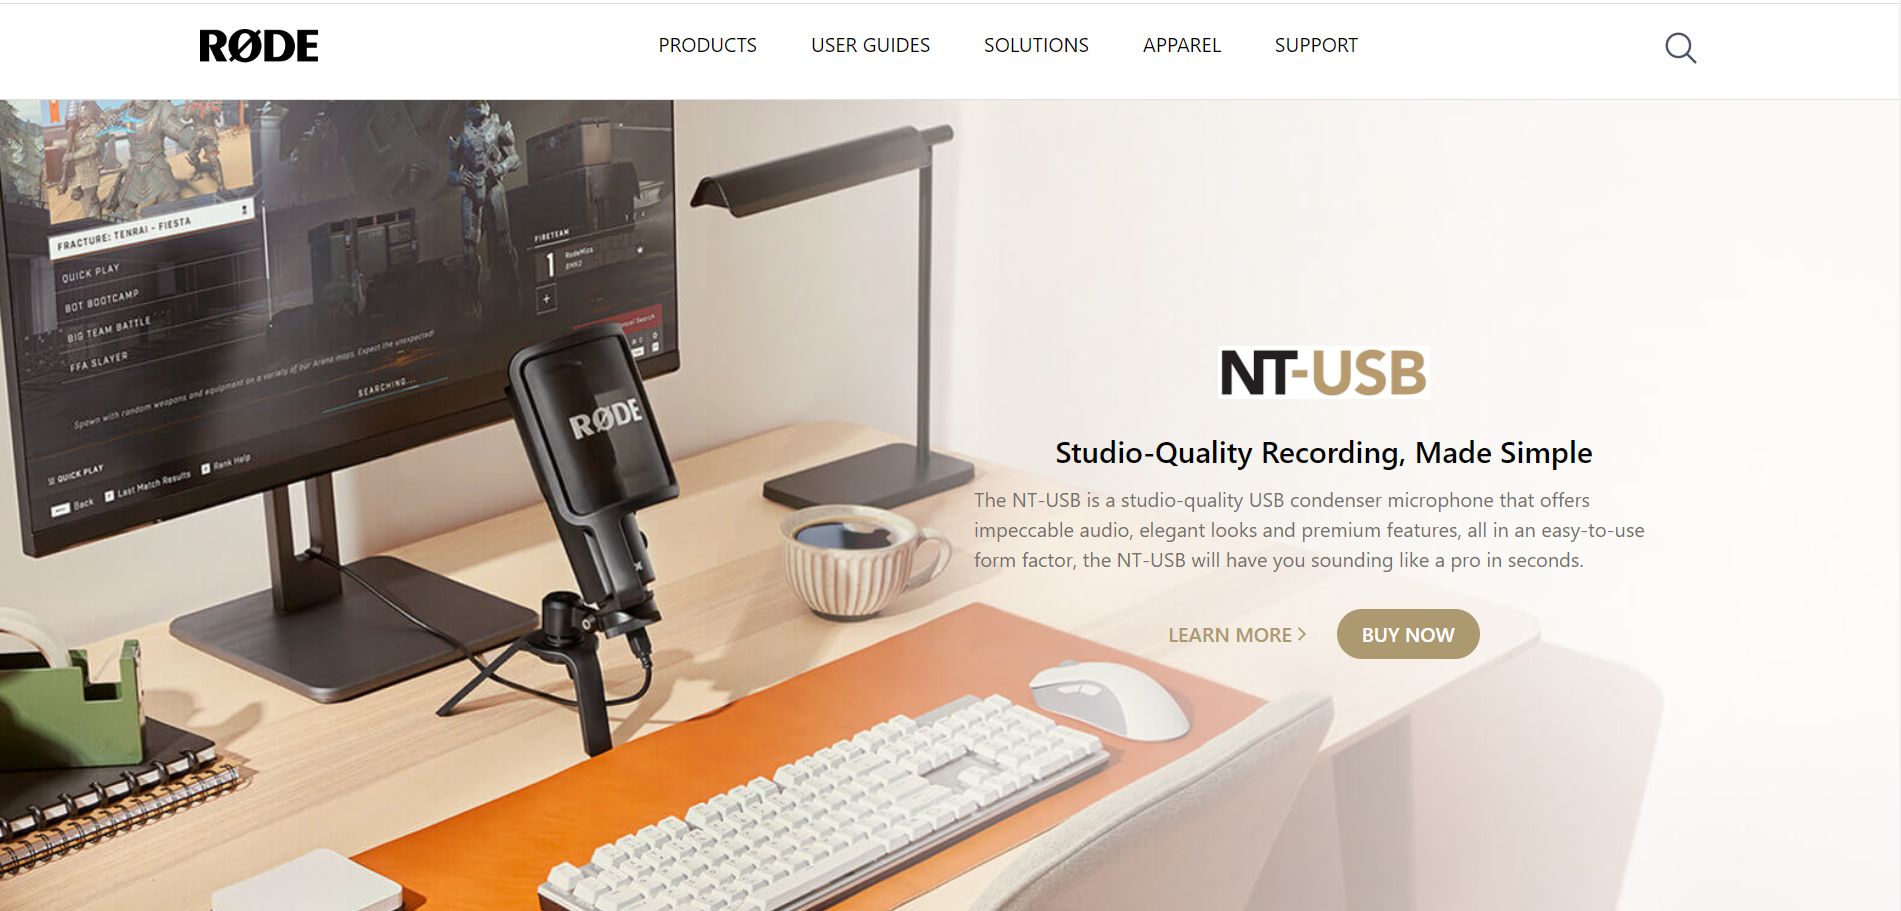 RØDE
PRODUCTS
USER GUIDES
SOLUTIONS
APPAREL
SUPPORT
FRACTURE: TENRAI - FIESTA
QUICK PLAY
BOT BOOTCAMP
BIG TEAM BATTLE
FFA SLAYER
Spawn with random weapons and equipment on a variety of our Arena maps. Expect the unexpected!
SEARCHING...
QUICK PLAY
Back
Last Match Results
Rank Help
FIRETEAM
1
RodeMics
+
Cancel Search
RØDE
NT-USB
Studio-Quality Recording, Made Simple
The NT-USB is a studio-quality USB condenser microphone that offers
impeccable audio, elegant looks and premium features, all in an easy-to-use
form factor, the NT-USB will have you sounding like a pro in seconds.
LEARN MORE
BUY NOW